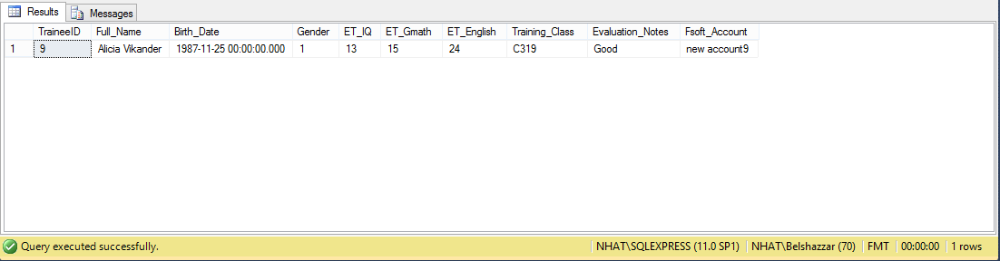 Results Messages
TraineeID Full_Name Birth_Date Gender ET_IQ ET_Gmath ET_English Training_Class Evaluation_Notes Fsoft_Account
1 9 Alicia Vikander 1987-11-25 00:00:00.000 1 13 15 24 C319 Good new account9
Query executed successfully. NHAT\SQLEXPRESS (11.0 SP1) NHAT\Belshazzar (70) FMT 00:00:00 1 rows